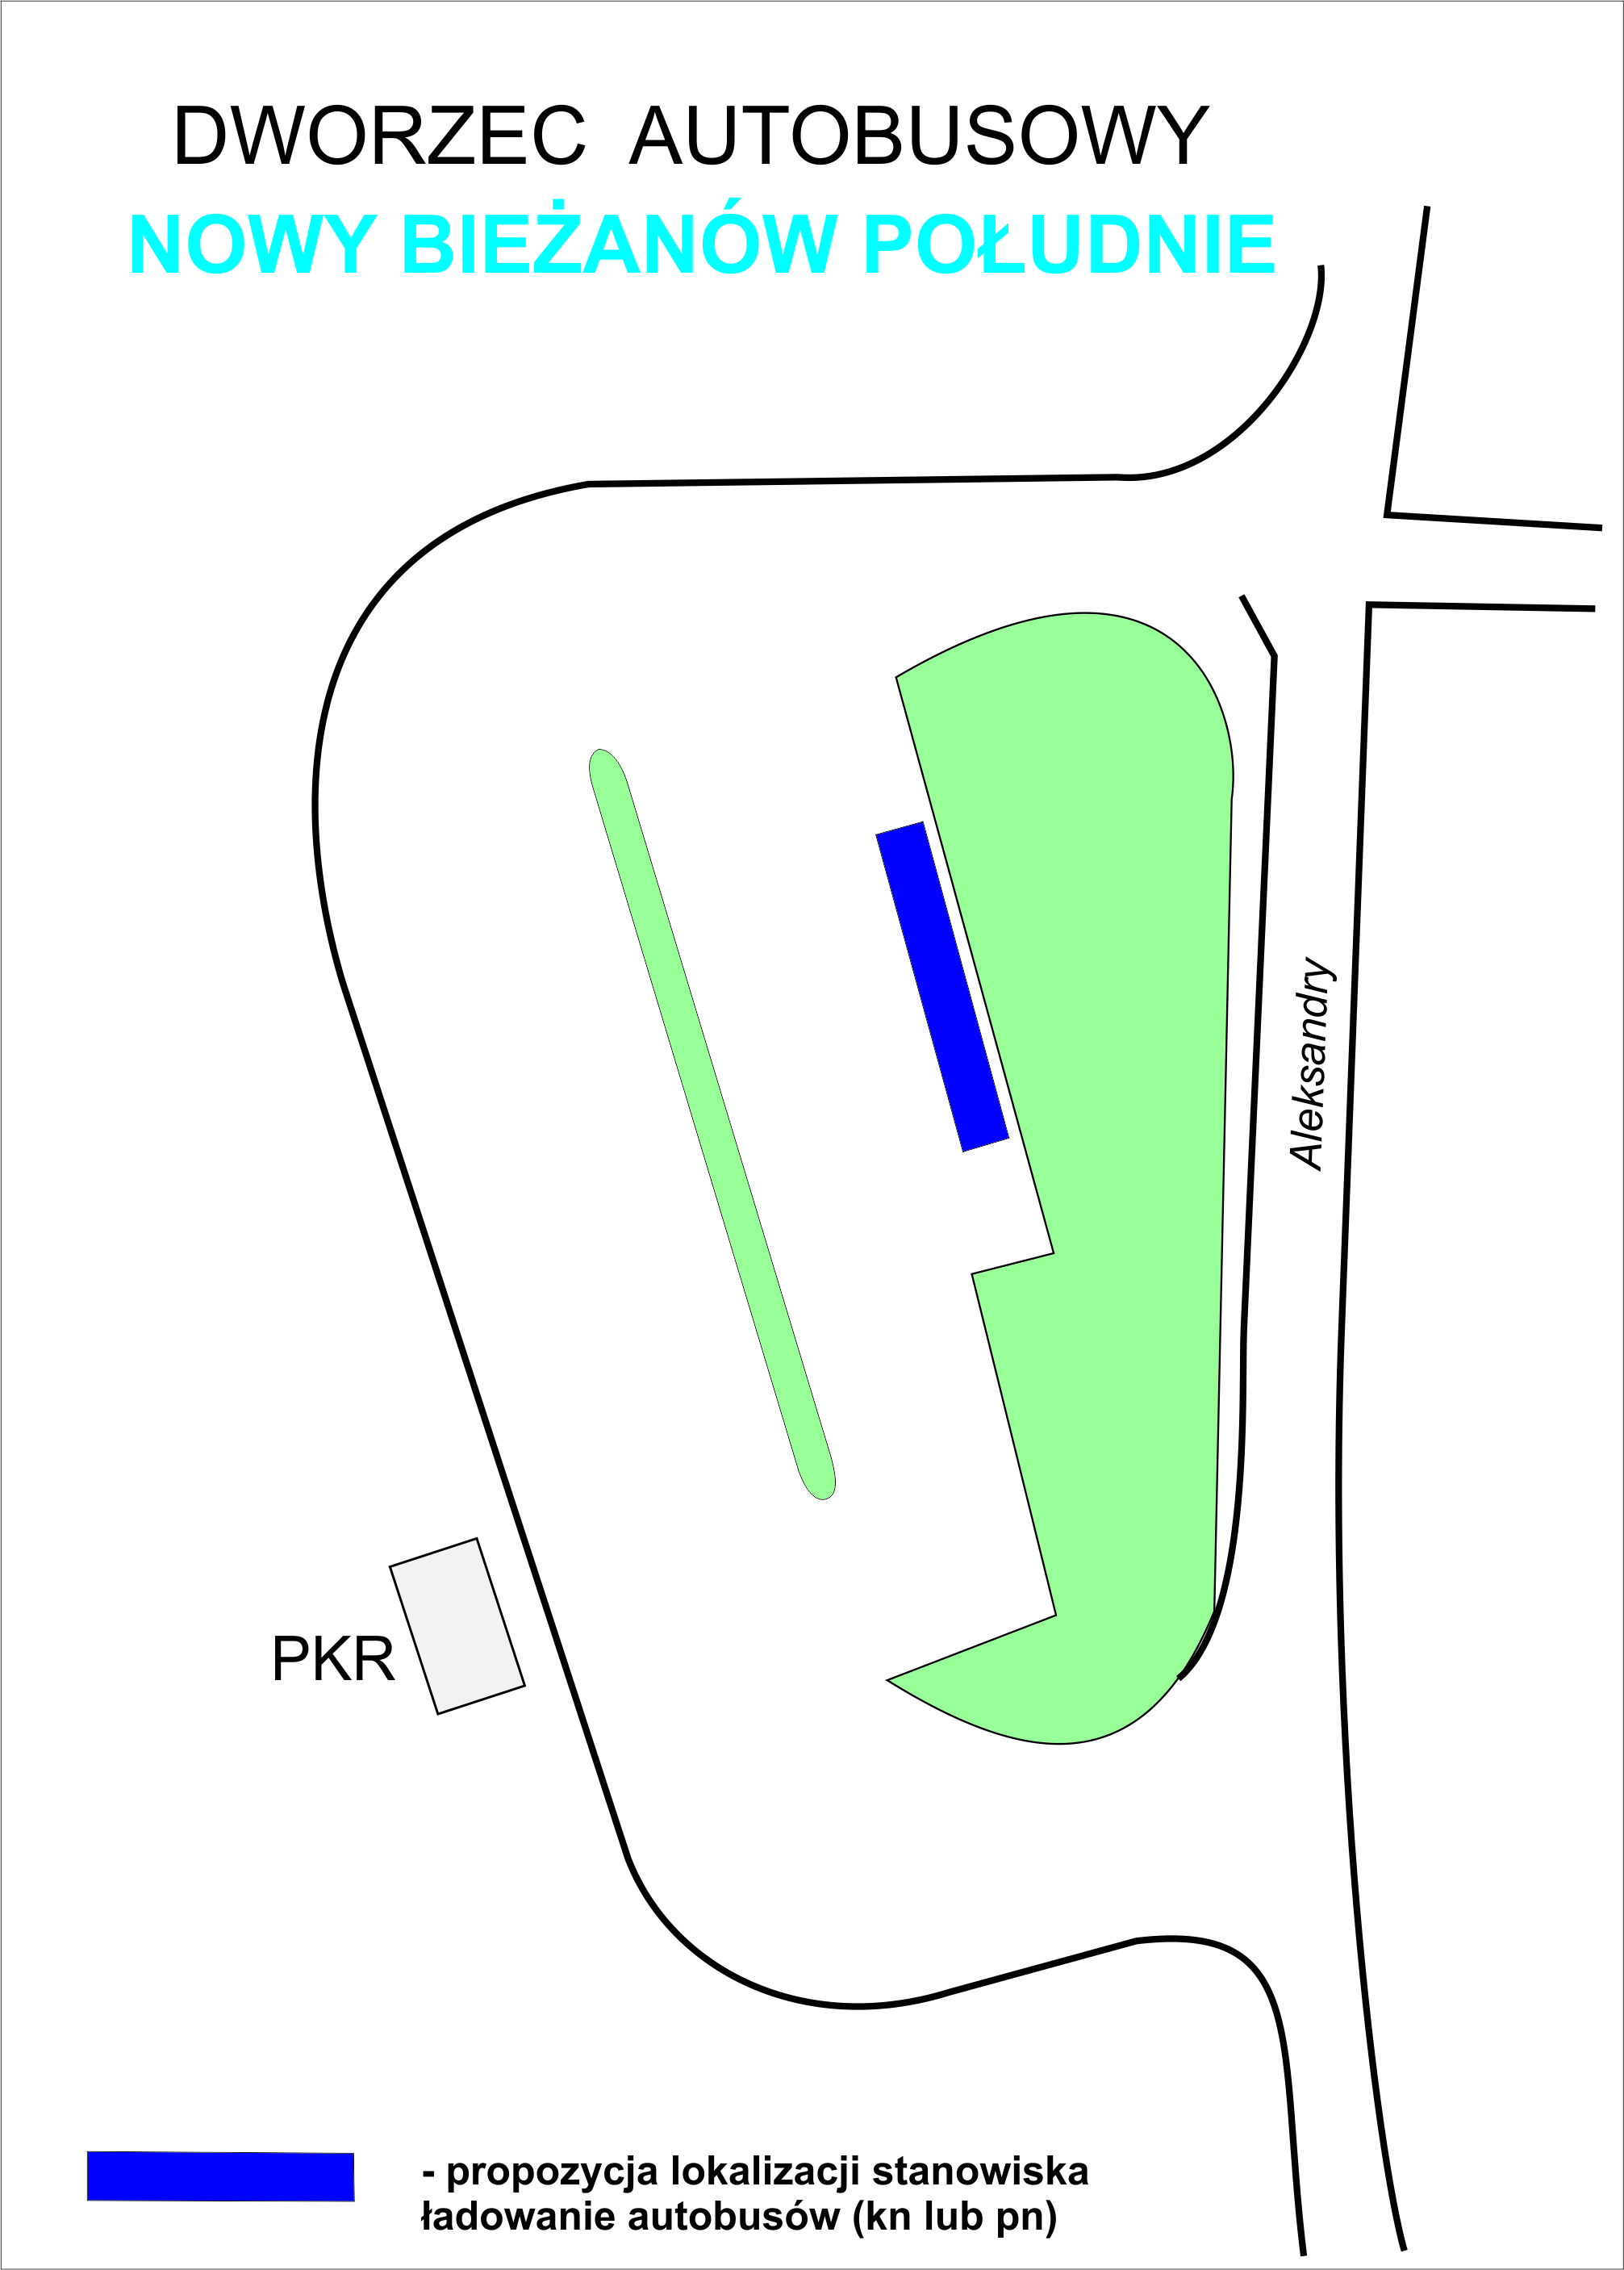 DWORZEC AUTOBUSOWY
NOWY BIEŻANÓW POŁUDNIE
Aleksandry
PKR
- propozycja lokalizacji stanowiska
ładowanie autobusów (kn lub pn)